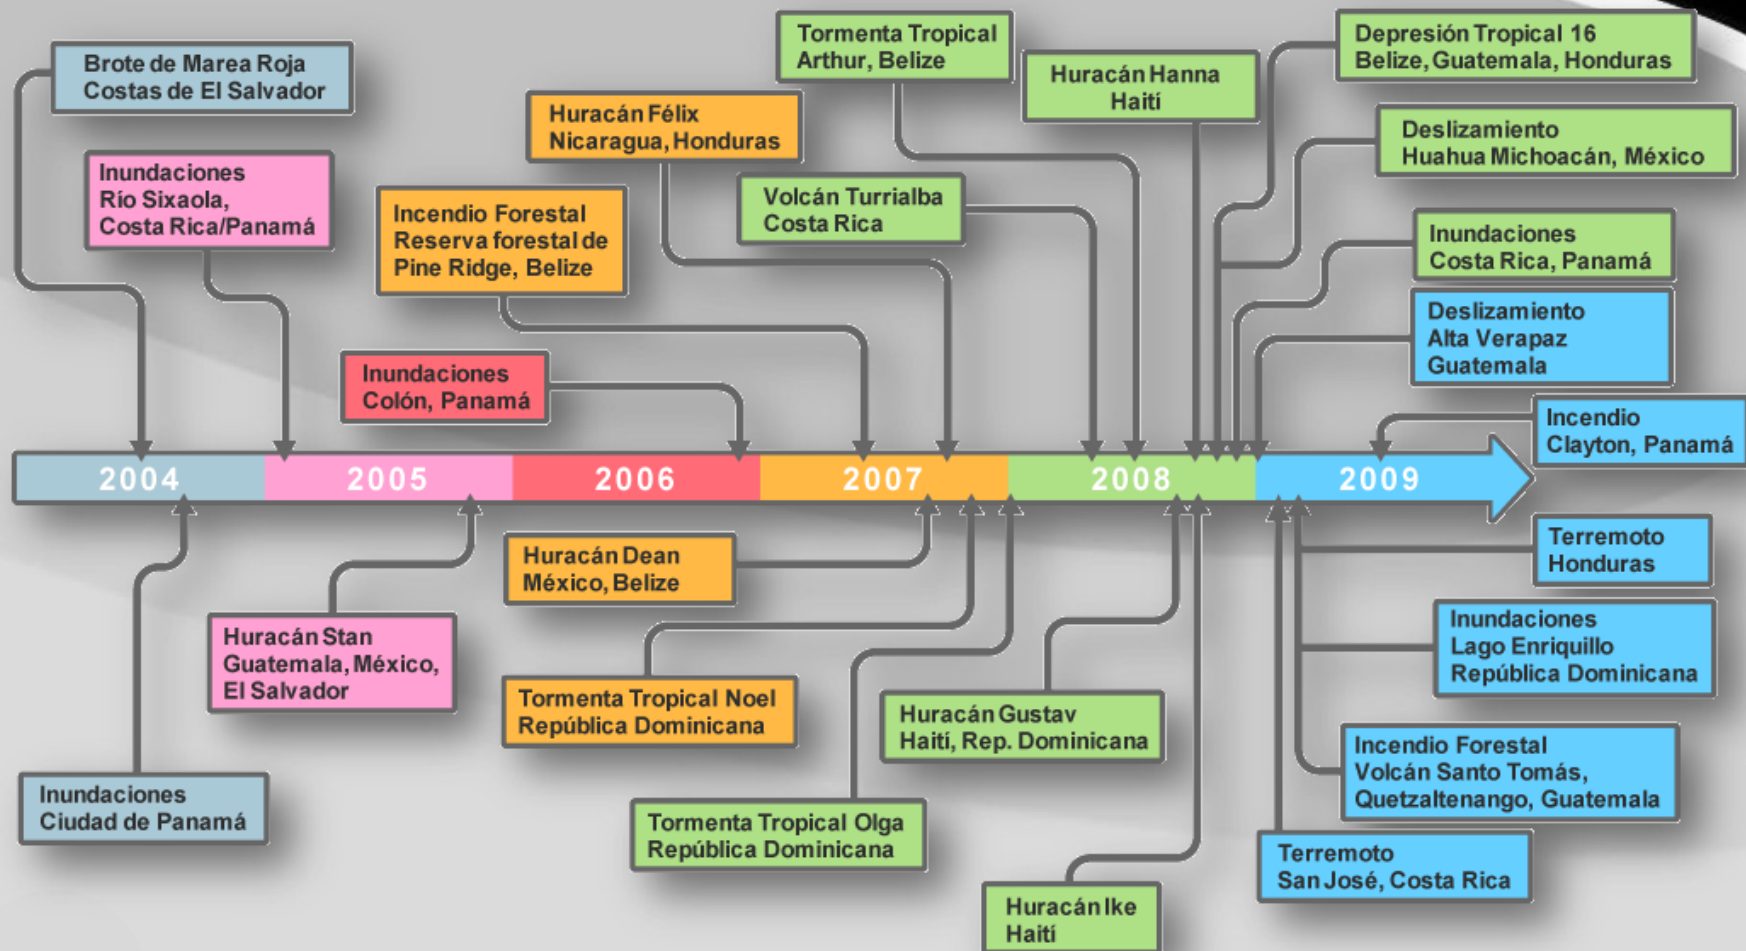 Brote de Marea Roja
Costas de El Salvador
Inundaciones
Río Sixaola,
Costa Rica/Panamá
Incendio Forestal
Reserva forestal de
Pine Ridge, Belize
Inundaciones
Colón, Panamá
Huracán Félix
Nicaragua, Honduras
Tormenta Tropical
Arthur, Belize
Volcán Turrialba
Costa Rica
Huracán Hanna
Haití
Depresión Tropical 16
Belize, Guatemala, Honduras
Deslizamiento
Huahua Michoacán, México
Inundaciones
Costa Rica, Panamá
Deslizamiento
Alta Verapaz
Guatemala
Incendio
Clayton, Panamá
2004 2005 2006 2007 2008 2009
Inundaciones
Ciudad de Panamá
Huracán Stan
Guatemala, México,
El Salvador
Huracán Dean
México, Belize
Tormenta Tropical Noel
República Dominicana
Tormenta Tropical Olga
República Dominicana
Huracán Gustav
Haití, Rep. Dominicana
Huracán Ike
Haití
Terremoto
Honduras
Inundaciones
Lago Enriquillo
República Dominicana
Incendio Forestal
Volcán Santo Tomás,
Quetzaltenango, Guatemala
Terremoto
San José, Costa Rica